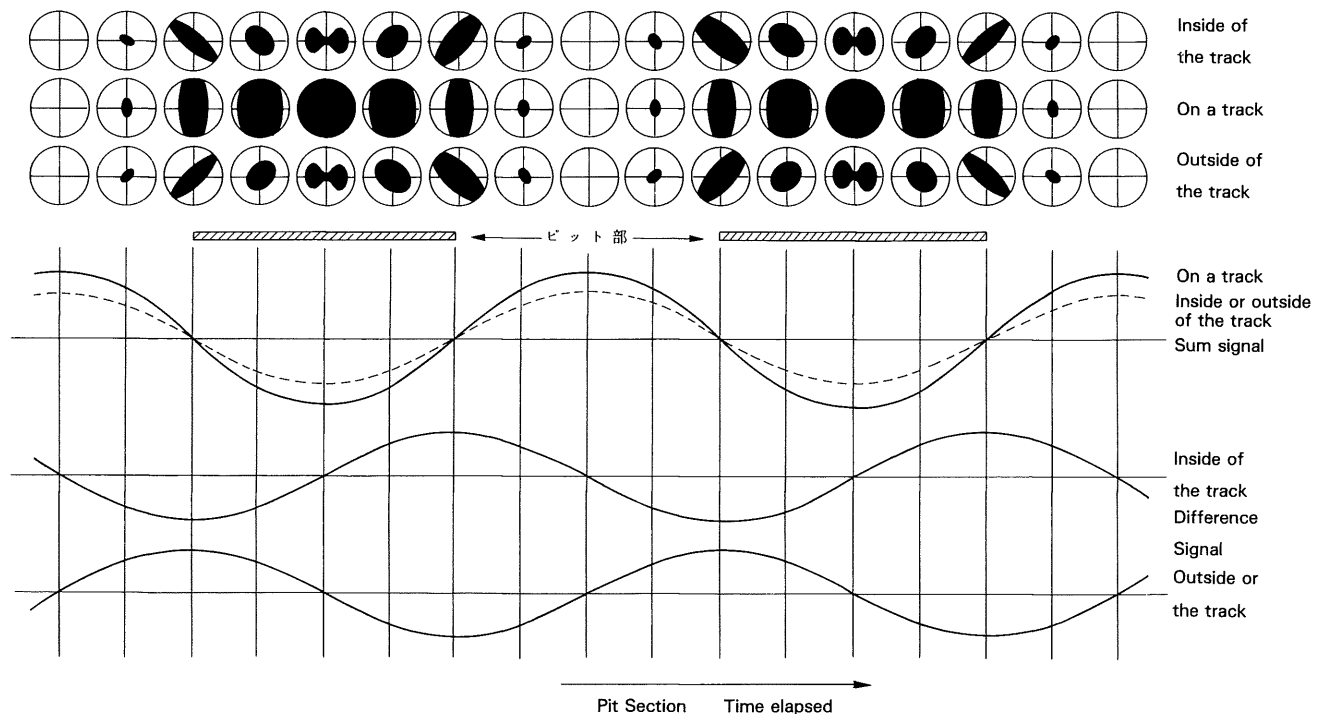 Inside of
the track
On a track
Outside of
the track
ピット部
On a track
Inside or outside
of the track
Sum signal
Inside of
the track
Difference
Signal
Outside or
the track
Pit Section Time elapsed